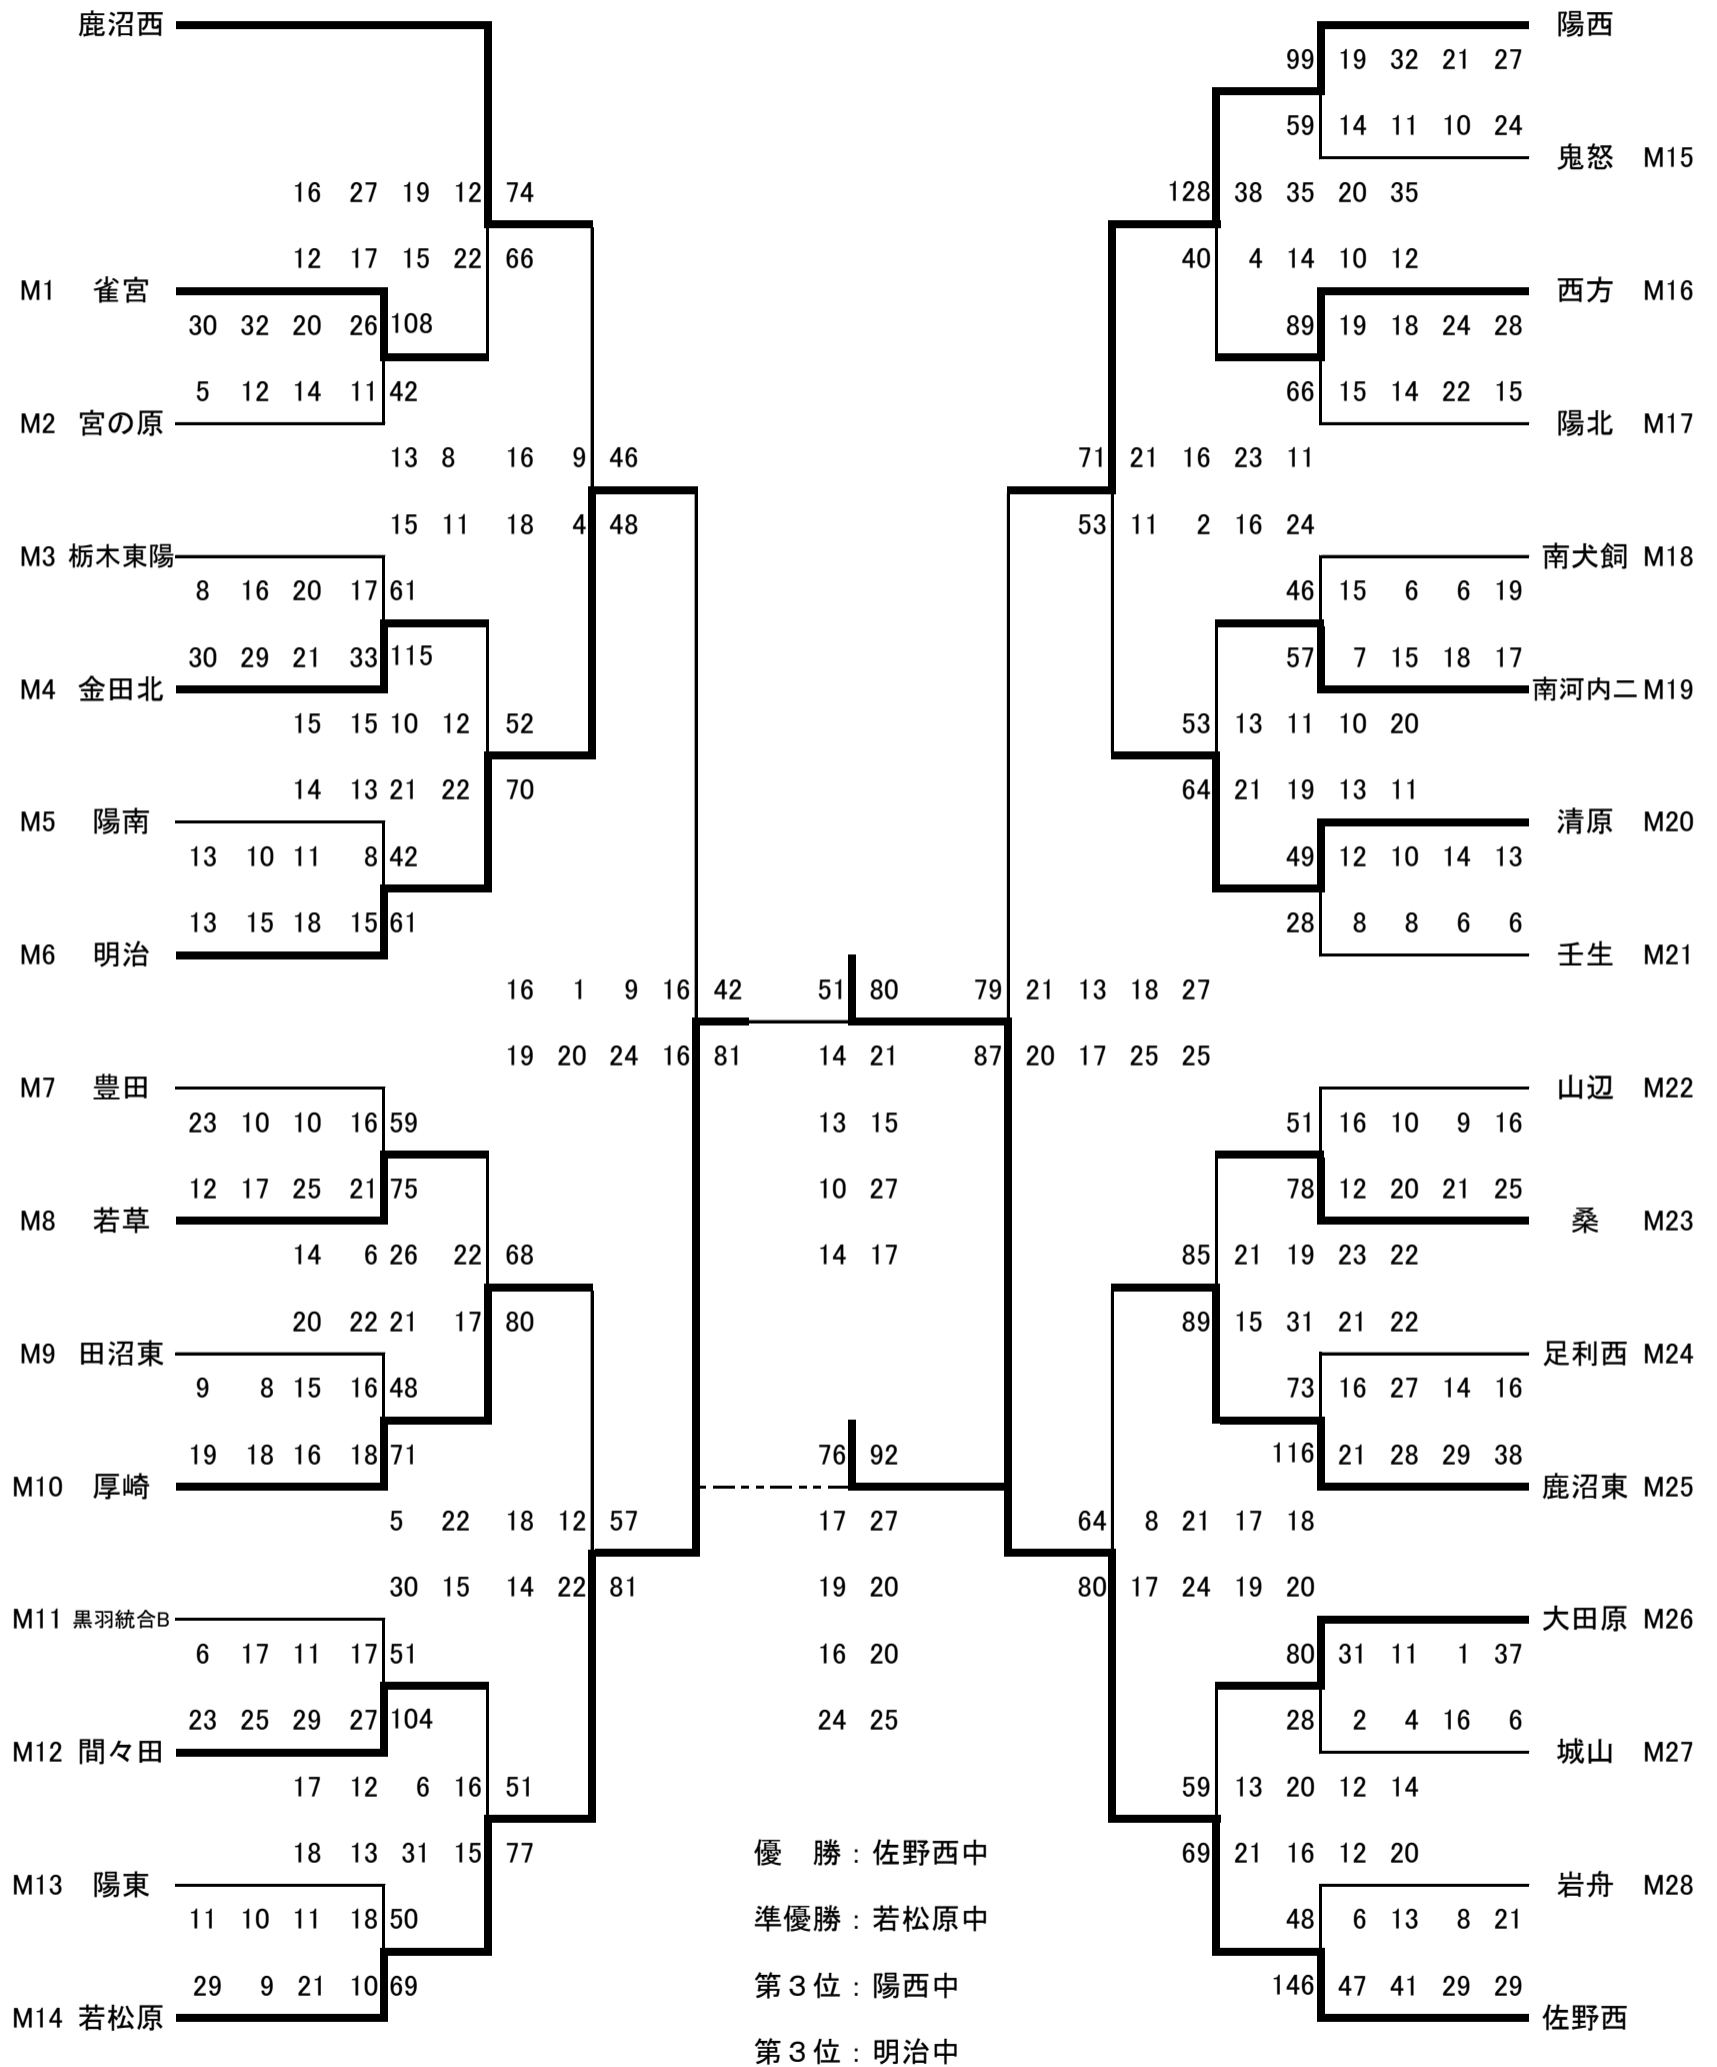 鹿沼西 陽西
99 19 32 21 27
59 14 11 10 24
鬼怒 M15
16 27 19 12 74 128 38 35 20 35
12 17 15 22 66 40 4 14 10 12
M1 雀宮 西方 M16
30 32 20 26 108 89 19 18 24 28
5 12 14 11 42 66 15 14 22 15
M2 宮の原 陽北 M17
13 8 16 9 46 71 21 16 23 11
15 11 18 4 48 53 11 2 16 24
M3 栃木東陽 南犬飼 M18
8 16 20 17 61 46 15 6 6 19
30 29 21 33 115 57 7 15 18 17
M4 金田北 南河内二 M19
15 15 10 12 52 53 13 11 10 20
14 13 21 22 70 64 21 19 13 11
M5 陽南 清原 M20
13 10 11 8 42 49 12 10 14 13
13 15 18 15 61 28 8 8 6 6
M6 明治 壬生 M21
16 1 9 16 42 51 80 79 21 13 18 27
19 20 24 16 81 14 21 87 20 17 25 25
M7 豊田 山辺 M22
23 10 10 16 59 13 15 51 16 10 9 16
12 17 25 21 75 10 27 78 12 20 21 25
M8 若草 桑 M23
14 6 26 22 68 14 17 85 21 19 23 22
20 22 21 17 80 89 15 31 21 22
M9 田沼東 足利西 M24
9 8 15 16 48 73 16 27 14 16
19 18 16 18 71 76 92 116 21 28 29 38
M10 厚崎 鹿沼東 M25
5 22 18 12 57 17 27 64 8 21 17 18
30 15 14 22 81 19 20 80 17 24 19 20
M11 黒羽統合B 大田原 M26
6 17 11 17 51 16 20 80 31 11 1 37
23 25 29 27 104 24 25 28 2 4 16 6
M12 間々田 城山 M27
17 12 6 16 51 59 13 20 12 14
18 13 31 15 77 優　勝：佐野西中 69 21 16 12 20
M13 陽東 岩舟 M28
11 10 11 18 50 準優勝：若松原中 48 6 13 8 21
29 9 21 10 69 第３位：陽西中 146 47 41 29 29
M14 若松原 佐野西
第３位：明治中